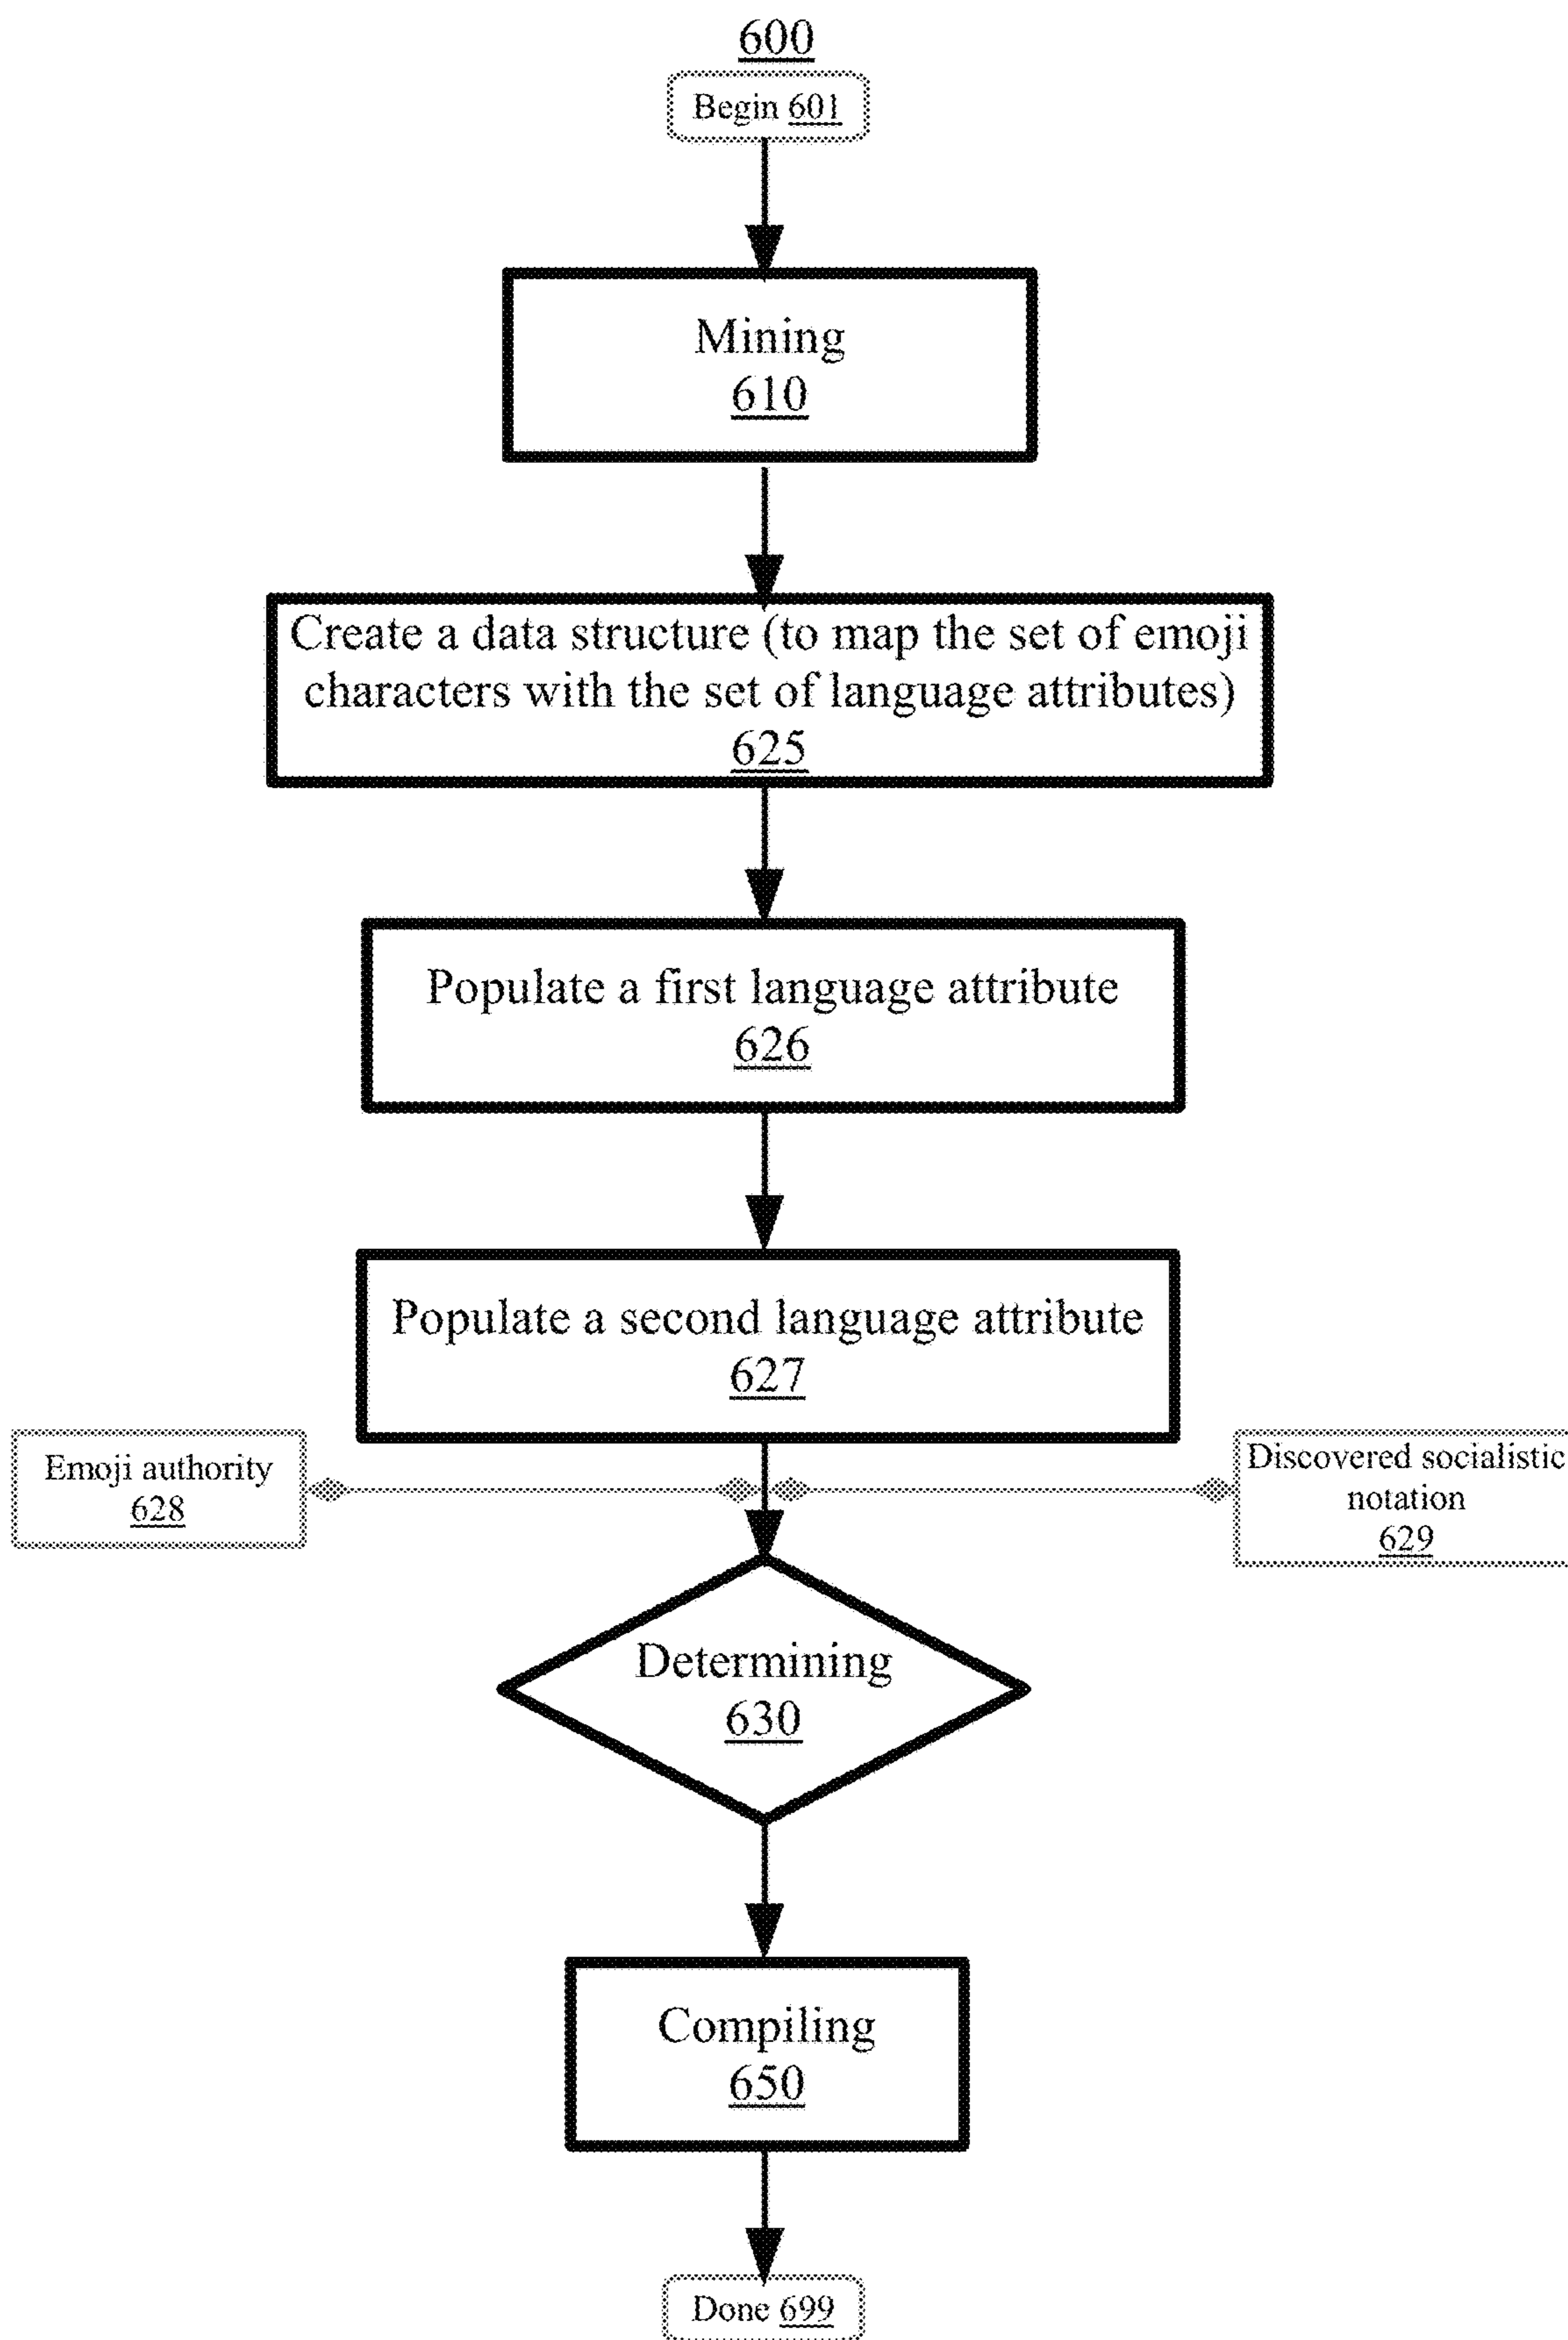 600
Begin 601
Mining
610
Create a data structure (to map the set of emoji
characters with the set of language attributes)
625
Populate a first language attribute
626
Populate a second language attribute
627
Emoji authority
628
Discovered socialistic
notation
629
Determining
630
Compiling
650
Done 699